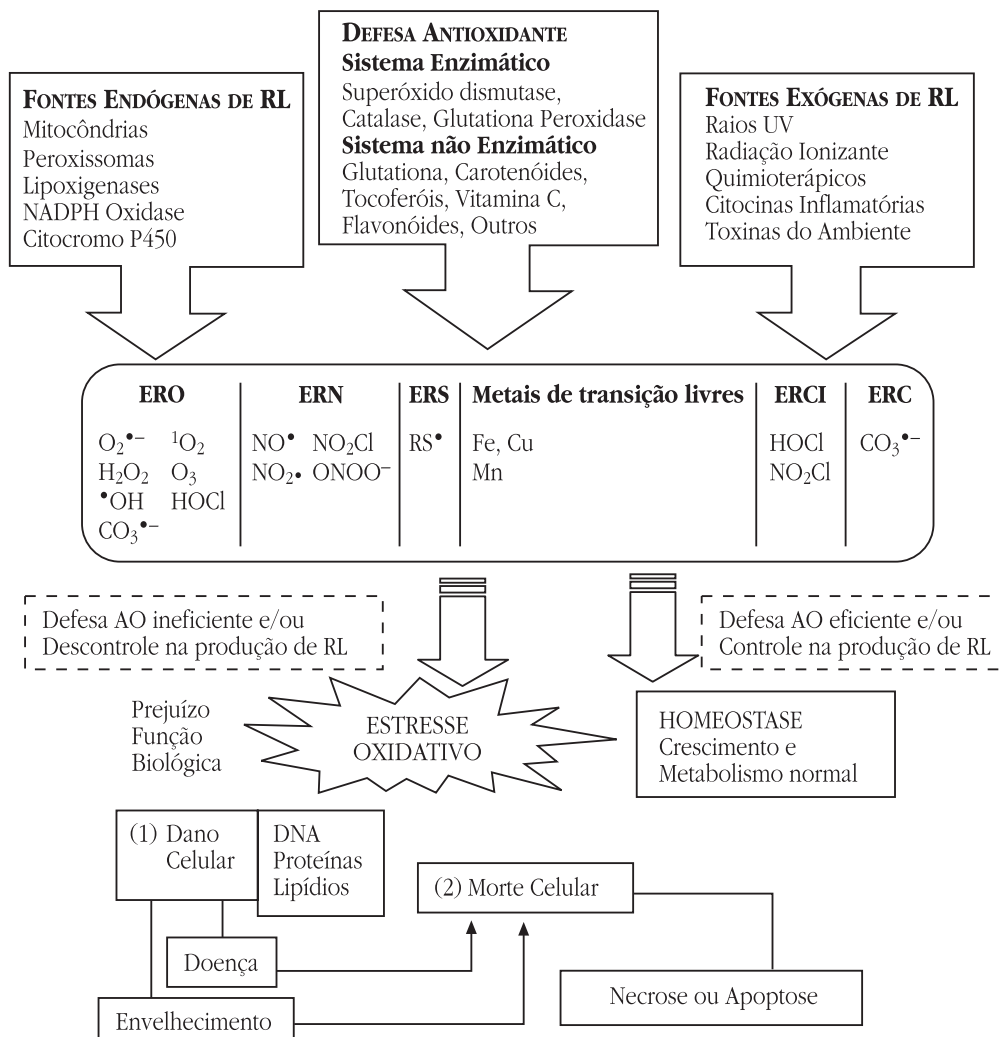 DEFESA ANTIOXIDANTE
Sistema Enzimático
Superóxido dismutase,
Catalase, Glutationa Peroxidase
Sistema não Enzimático
Glutationa, Carotenóides,
Tocoferóis, Vitamina C,
Flavonóides, Outros
FONTES ENDÓGENAS DE RL
Mitocôndrias
Peroxissomas
Lipoxigenases
NADPH Oxidase
Citocromo P450
FONTES EXÓGENAS DE RL
Raios UV
Radiação Ionizante
Quimioterápicos
Citocinas Inflamatórias
Toxinas do Ambiente
ERO
O₂•⁻ ¹O₂
H₂O₂ O₃
•OH HOCl
CO₃•⁻
ERN
NO• NO₂Cl
NO₂• ONOO⁻
ERS
RS•
Metais de transição livres
Fe, Cu
Mn
ERCI
HOCl
NO₂Cl
ERC
CO₃•⁻
Defesa AO ineficiente e/ou
Descontrole na produção de RL
Defesa AO eficiente e/ou
Controle na produção de RL
Prejuízo
Função
Biológica
ESTRESSE
OXIDATIVO
HOMEOSTASE
Crescimento e
Metabolismo normal
(1) Dano
Celular
DNA
Proteínas
Lipídios
(2) Morte Celular
Doença
Necrose ou Apoptose
Envelhecimento